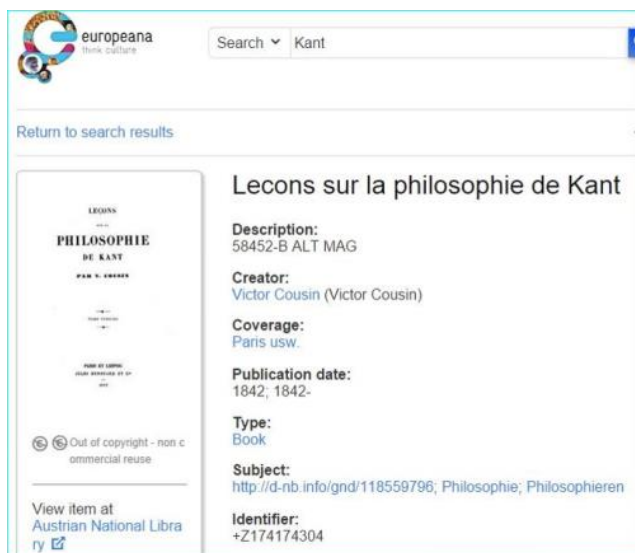 europeana
think culture
Search
Kant
Return to search results
LEÇONS
PHILOSOPHIE
DE KANT
PAR V. COUSIN
Out of copyright - non c
ommercial reuse
View item at
Austrian National Libra
ry
Lecons sur la philosophie de Kant
Description:
58452-B ALT MAG
Creator:
Victor Cousin (Victor Cousin)
Coverage:
Paris usw.
Publication date:
1842; 1842-
Type:
Book
Subject:
http://d-nb.info/gnd/118559796; Philosophie; Philosophieren
Identifier:
+Z174174304